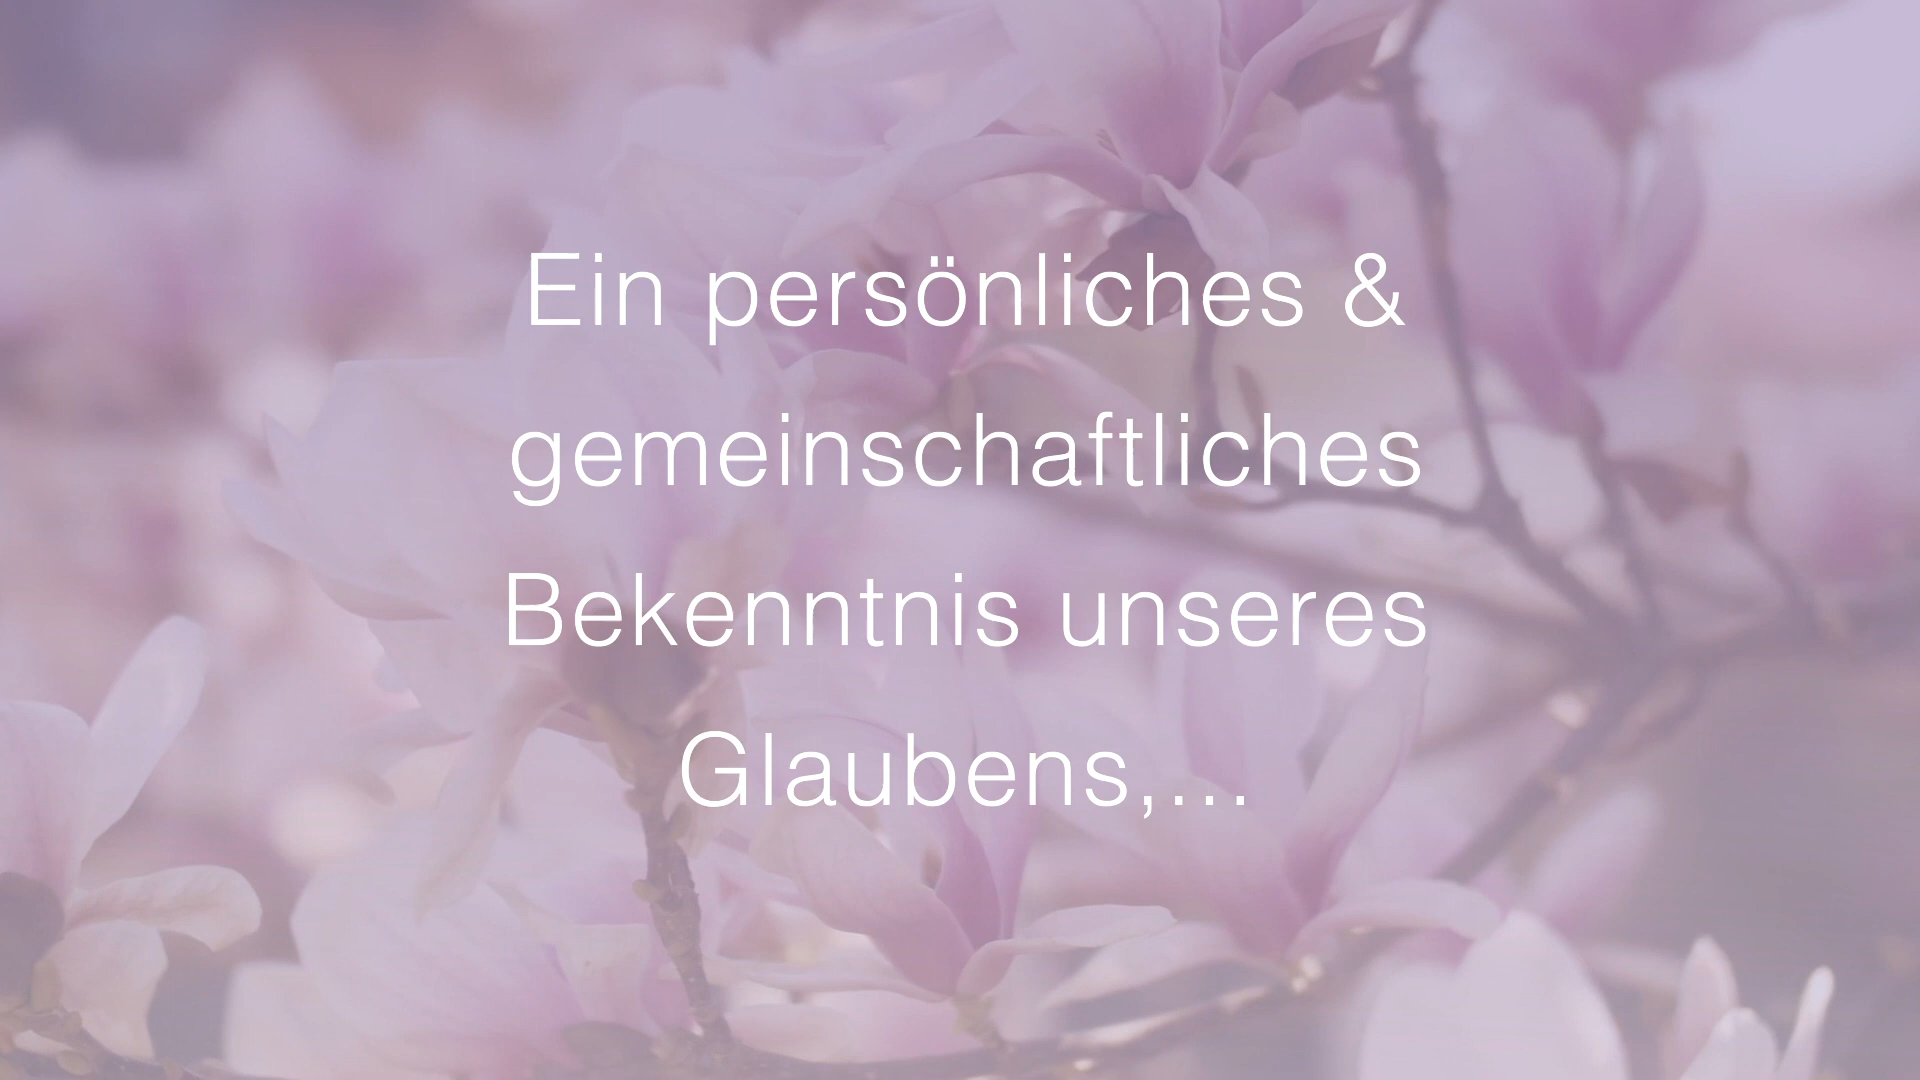 Ein persönliches &
gemeinschaftliches
Bekenntnis unseres
Glaubens,...